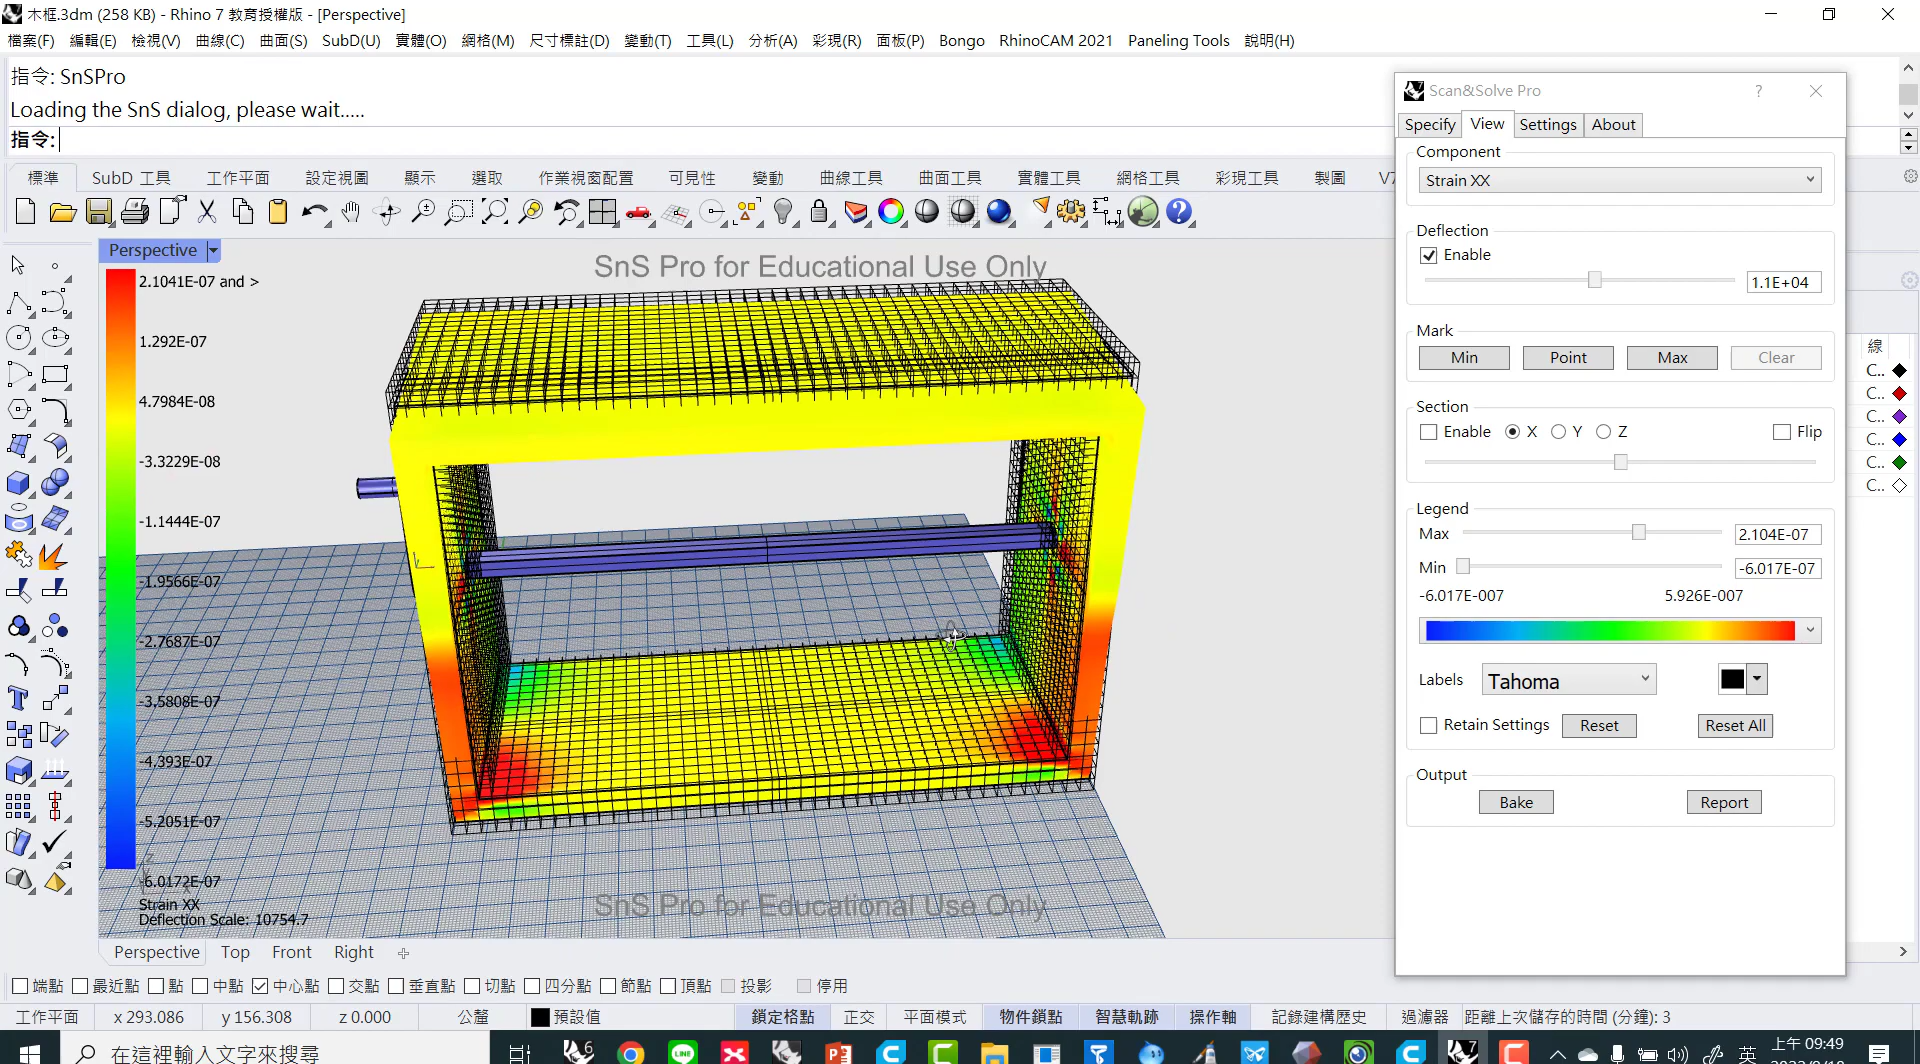 木框.3dm (258 KB) - Rhino 7 教育授權版 - [Perspective]
檔案(F) 編輯(E) 檢視(V) 曲線(C) 曲面(S) SubD(U) 實體(O) 網格(M) 尺寸標註(D) 變動(T) 工具(L) 分析(A) 彩現(R) 面板(P) Bongo RhinoCAM 2021 Paneling Tools 說明(H)
指令: SnSPro
Loading the SnS dialog, please wait.....
指令:
標準 SubD 工具 工作平面 設定視圖 顯示 選取 作業視窗配置 可見性 變動 曲線工具 曲面工具 實體工具 網格工具 彩現工具 製圖 V7
Perspective
SnS Pro for Educational Use Only
2.1041E-07 and >
1.292E-07
4.7984E-08
-3.3229E-08
-1.1444E-07
-1.9566E-07
-2.7687E-07
-3.5808E-07
-4.393E-07
-5.2051E-07
-6.0172E-07
Strain XX
Deflection Scale: 10754.7
SnS Pro for Educational Use Only
Perspective Top Front Right
Scan&Solve Pro
Specify View Settings About
Component
Strain XX
Deflection
Enable
1.1E+04
Mark
Min Point Max Clear
Section
Enable X Y Z Flip
Legend
Max 2.104E-07
Min -6.017E-07
-6.017E-007 5.926E-007
Labels Tahoma
Retain Settings Reset Reset All
Output
Bake Report
線
C..
C..
C..
C..
C..
C..
端點 最近點 點 中點 中心點 交點 垂直點 切點 四分點 節點 頂點 投影 停用
工作平面 x 293.086 y 156.308 z 0.000 公釐 預設值 鎖定格點 正交 平面模式 物件鎖點 智慧軌跡 操作軸 記錄建構歷史 過濾器 距離上次儲存的時間 (分鐘): 3
在這裡輸入文字來搜尋
英 上午 09:49